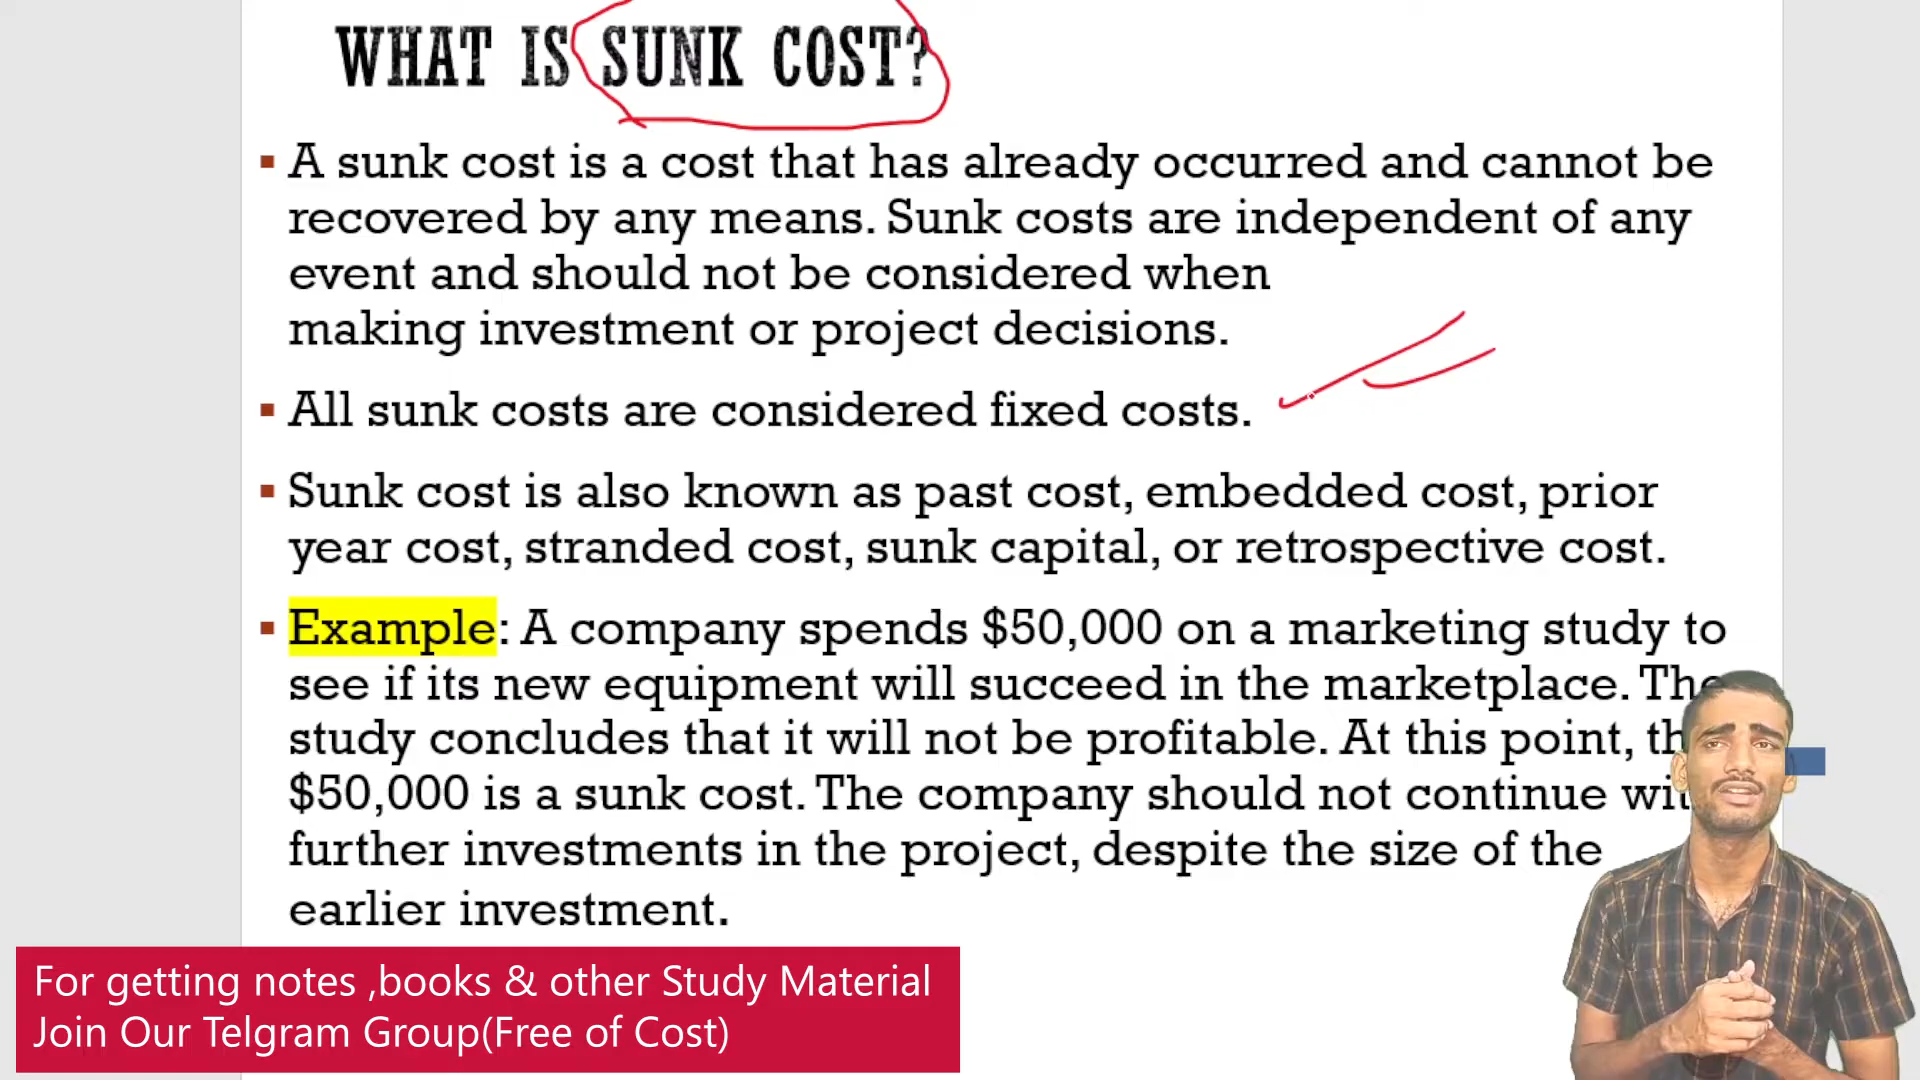 WHAT IS SUNK COST?
▪ A sunk cost is a cost that has already occurred and cannot be
recovered by any means. Sunk costs are independent of any
event and should not be considered when
making investment or project decisions.
▪ All sunk costs are considered fixed costs.
▪ Sunk cost is also known as past cost, embedded cost, prior
year cost, stranded cost, sunk capital, or retrospective cost.
▪ Example: A company spends $50,000 on a marketing study to
see if its new equipment will succeed in the marketplace. The
study concludes that it will not be profitable. At this point, th
$50,000 is a sunk cost. The company should not continue wit
further investments in the project, despite the size of the
earlier investment.
For getting notes ,books & other Study Material
Join Our Telgram Group(Free of Cost)